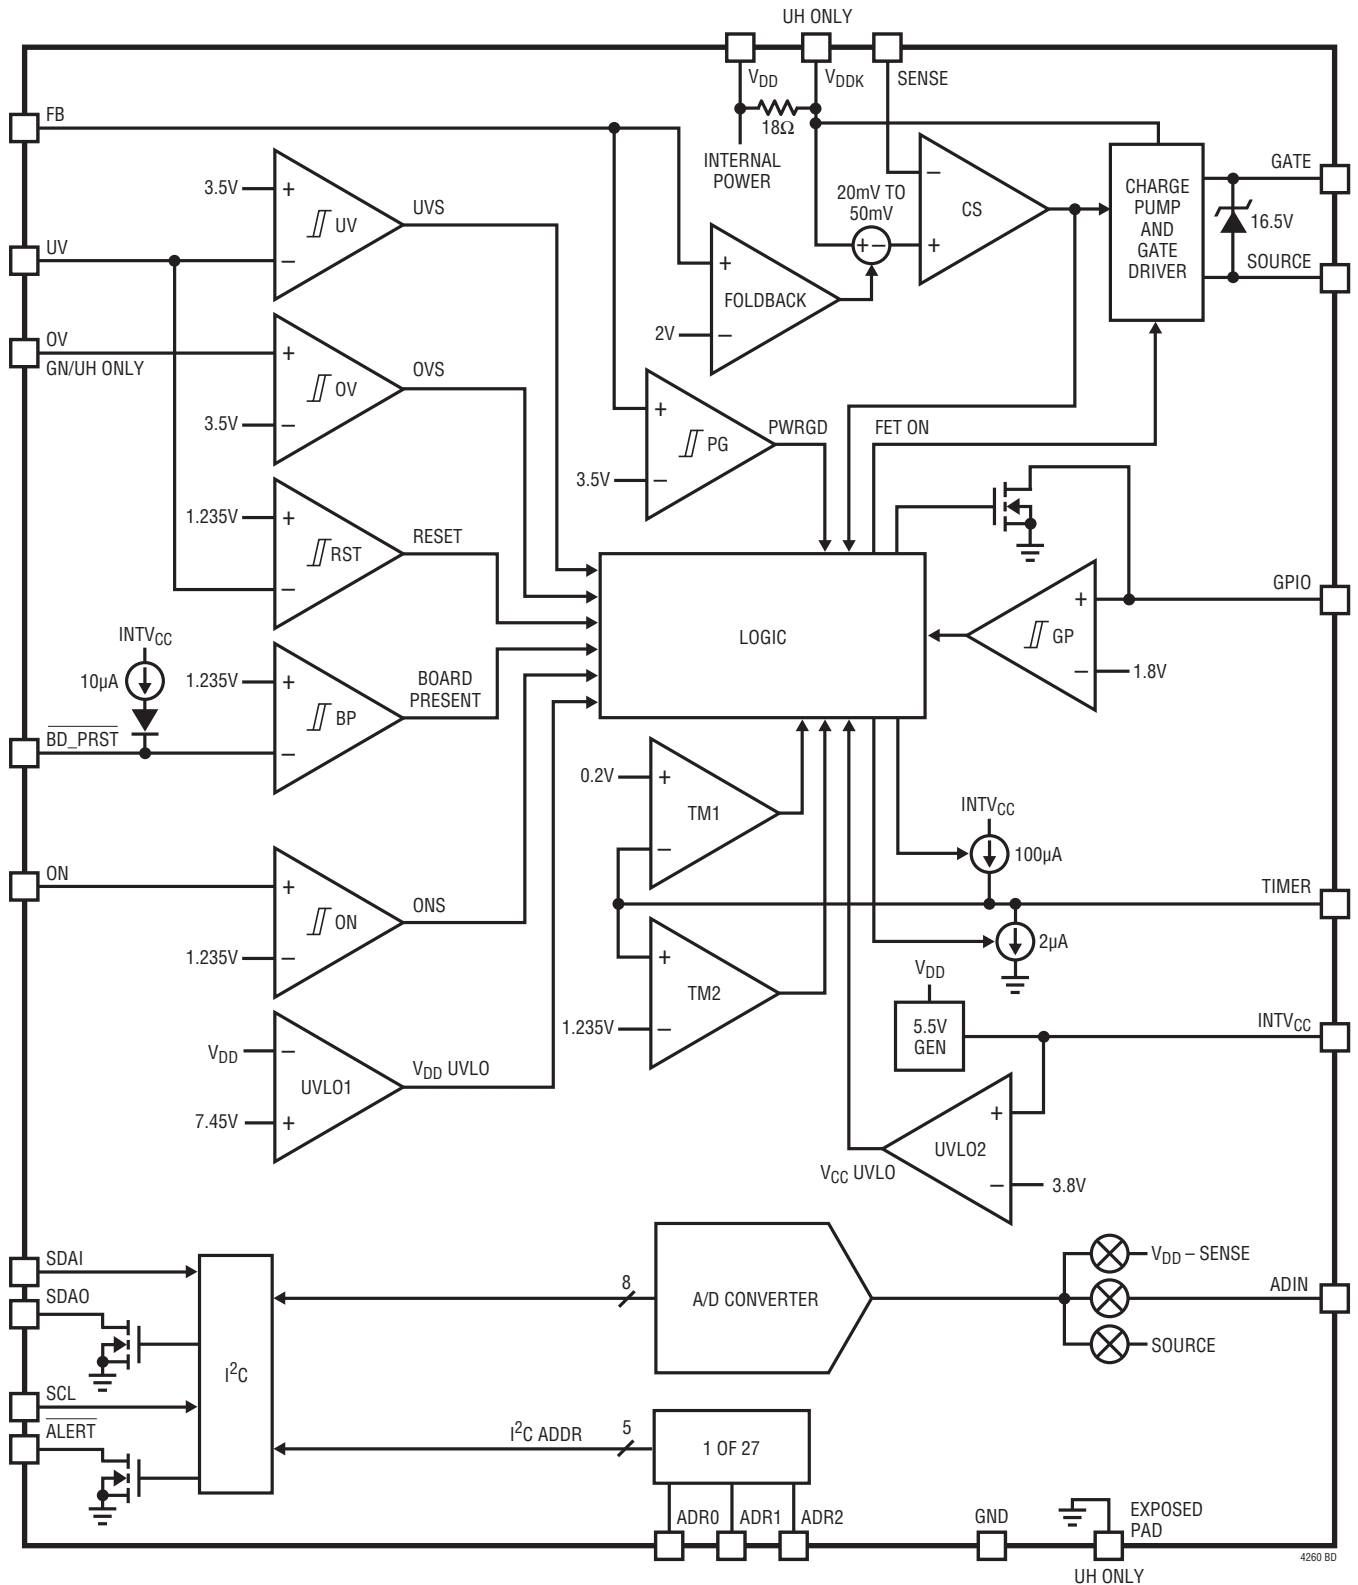 UH ONLY
VDD
VDDK
SENSE
18Ω
INTERNAL
POWER
FB
3.5V
+
UV
−
UVS
UV
OV
GN/UH ONLY
+
OV
−
3.5V
OVS
1.235V
+
RST
−
RESET
INTVCC
10µA
1.235V
+
BP
−
BOARD
PRESENT
BD_PRST
ON
+
ON
−
1.235V
ONS
VDD
−
UVLO1
+
7.45V
VDD UVLO
20mV TO
50mV
+−
−
CS
+
+
FOLDBACK
−
2V
+
PG
−
3.5V
PWRGD
FET ON
CHARGE
PUMP
AND
GATE
DRIVER
GATE
16.5V
SOURCE
LOGIC
+
GP
−
1.8V
GPIO
0.2V
+
TM1
−
+
TM2
−
1.235V
INTVCC
100µA
TIMER
2µA
VDD
5.5V
GEN
INTVCC
+
UVLO2
−
3.8V
VCC UVLO
SDAI
SDAO
SCL
ALERT
I2C
8
A/D CONVERTER
VDD – SENSE
ADIN
SOURCE
I2C ADDR
5
1 OF 27
ADR0
ADR1
ADR2
GND
EXPOSED
PAD
UH ONLY
4260 BD